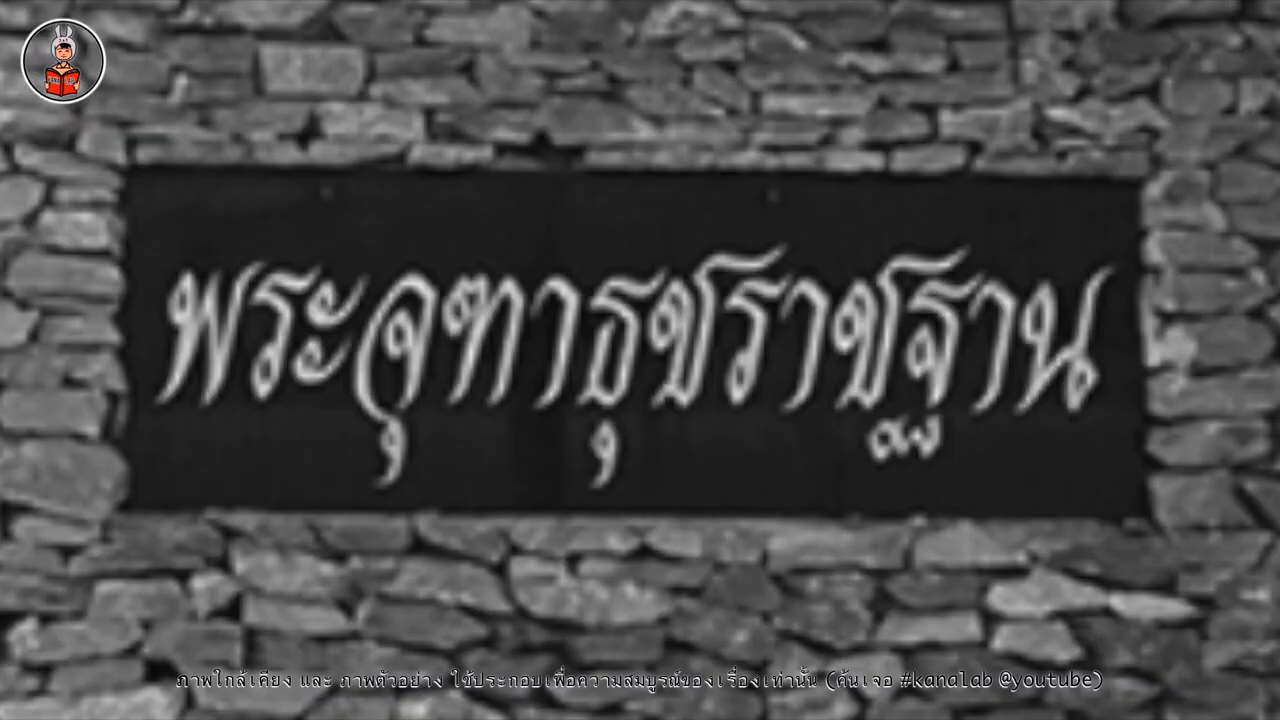 พระจุฑาธุชราชฐาน
ภาพใกล้เคียง และ ภาพตัวอย่าง ใช้ประกอบเพื่อความสมบูรณ์ของเรื่องเท่านั้น (ค้นเจอ #kanalab @youtube)